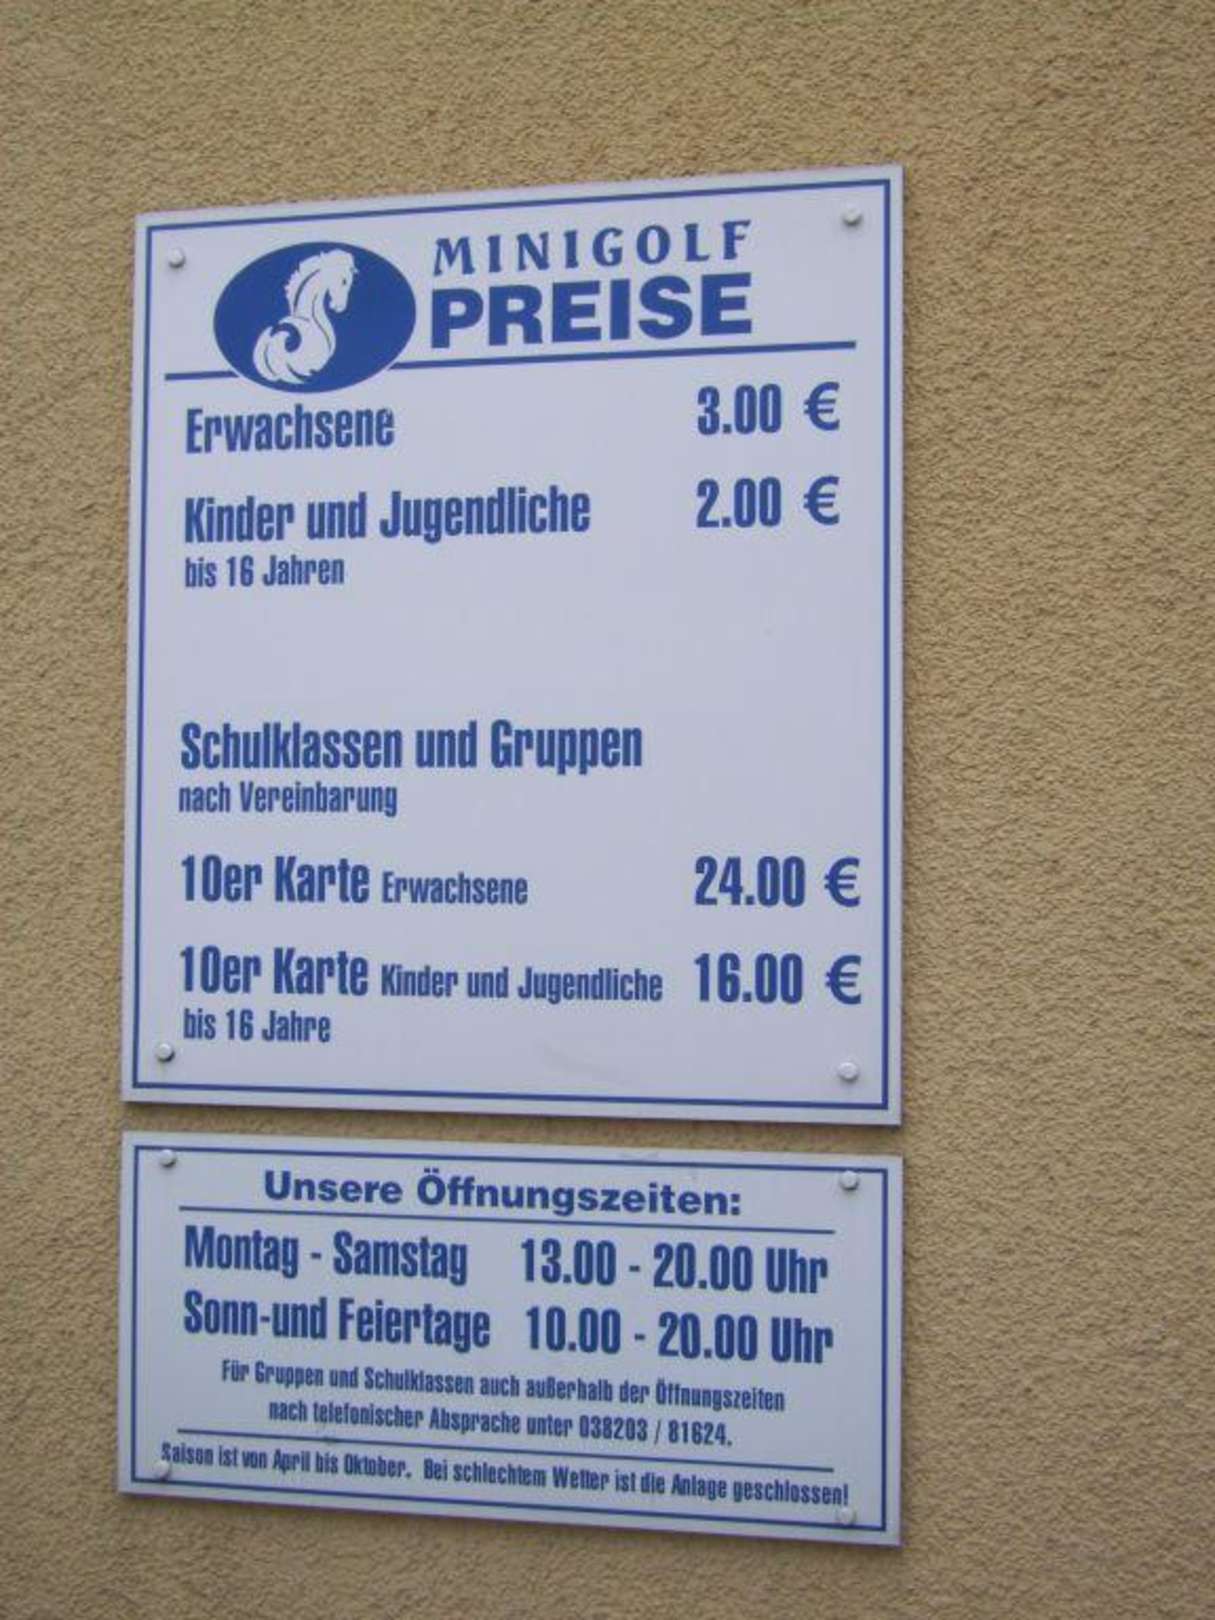 MINIGOLF
PREISE
Erwachsene 3.00 €
Kinder und Jugendliche 2.00 €
bis 16 Jahren
Schulklassen und Gruppen
nach Vereinbarung
10er Karte Erwachsene 24.00 €
10er Karte Kinder und Jugendliche 16.00 €
bis 16 Jahre
Unsere Öffnungszeiten:
Montag - Samstag 13.00 - 20.00 Uhr
Sonn-und Feiertage 10.00 - 20.00 Uhr
Für Gruppen und Schulklassen auch außerhalb der Öffnungszeiten
nach telefonischer Absprache unter 038203 / 81624.
Saison ist von April bis Oktober. Bei schlechtem Wetter ist die Anlage geschlossen!